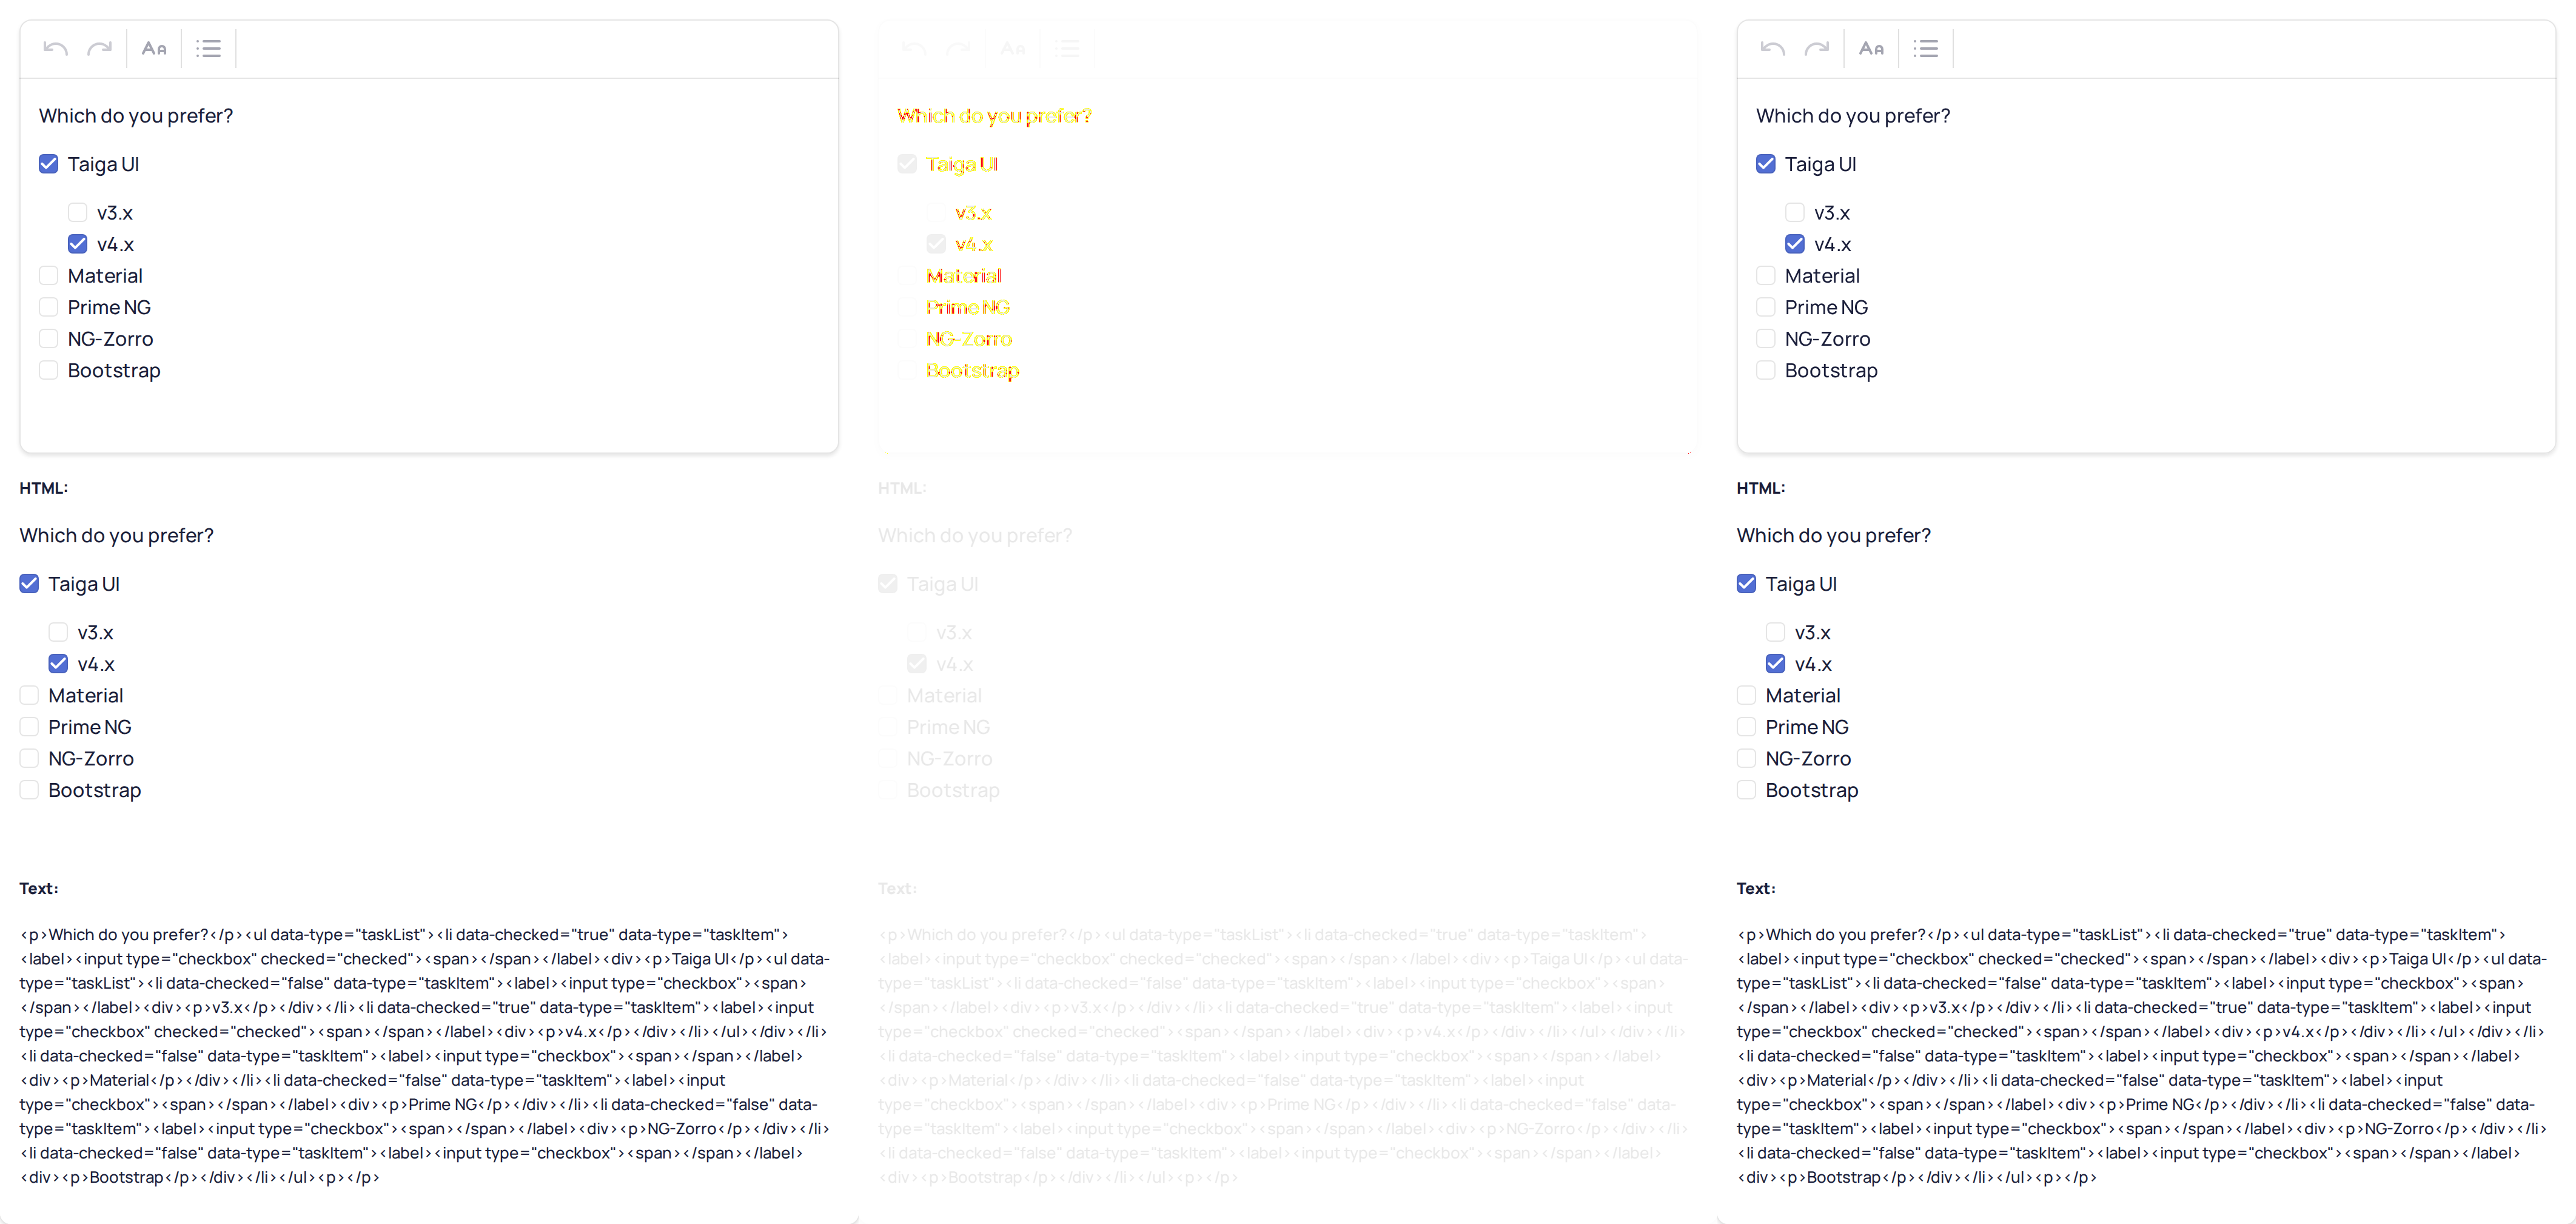 AA
Which do you prefer?
Taiga UI
v3.x
v4.x
Material
Prime NG
NG-Zorro
Bootstrap
HTML:
Which do you prefer?
Taiga UI
v3.x
v4.x
Material
Prime NG
NG-Zorro
Bootstrap
Text:
<p>Which do you prefer?</p><ul data-type="taskList"><li data-checked="true" data-type="taskItem">
<label><input type="checkbox" checked="checked"><span></span></label><div><p>Taiga UI</p><ul data-
type="taskList"><li data-checked="false" data-type="taskItem"><label><input type="checkbox"><span>
</span></label><div><p>v3.x</p></div></li><li data-checked="true" data-type="taskItem"><label><input
type="checkbox" checked="checked"><span></span></label><div><p>v4.x</p></div></li></ul></div></li>
<li data-checked="false" data-type="taskItem"><label><input type="checkbox"><span></span></label>
<div><p>Material</p></div></li><li data-checked="false" data-type="taskItem"><label><input
type="checkbox"><span></span></label><div><p>Prime NG</p></div></li><li data-checked="false" data-
type="taskItem"><label><input type="checkbox"><span></span></label><div><p>NG-Zorro</p></div></li>
<li data-checked="false" data-type="taskItem"><label><input type="checkbox"><span></span></label>
<div><p>Bootstrap</p></div></li></ul><p></p>
AA
Which do you prefer?
Taiga UI
v3.x
v4.x
Material
Prime NG
NG-Zorro
Bootstrap
HTML:
Which do you prefer?
Taiga UI
v3.x
v4.x
Material
Prime NG
NG-Zorro
Bootstrap
Text:
<p>Which do you prefer?</p><ul data-type="taskList"><li data-checked="true" data-type="taskItem">
<label><input type="checkbox" checked="checked"><span></span></label><div><p>Taiga UI</p><ul data-
type="taskList"><li data-checked="false" data-type="taskItem"><label><input type="checkbox"><span>
</span></label><div><p>v3.x</p></div></li><li data-checked="true" data-type="taskItem"><label><input
type="checkbox" checked="checked"><span></span></label><div><p>v4.x</p></div></li></ul></div></li>
<li data-checked="false" data-type="taskItem"><label><input type="checkbox"><span></span></label>
<div><p>Material</p></div></li><li data-checked="false" data-type="taskItem"><label><input
type="checkbox"><span></span></label><div><p>Prime NG</p></div></li><li data-checked="false" data-
type="taskItem"><label><input type="checkbox"><span></span></label><div><p>NG-Zorro</p></div></li>
<li data-checked="false" data-type="taskItem"><label><input type="checkbox"><span></span></label>
<div><p>Bootstrap</p></div></li></ul><p></p>
AA
Which do you prefer?
Taiga UI
v3.x
v4.x
Material
Prime NG
NG-Zorro
Bootstrap
HTML:
Which do you prefer?
Taiga UI
v3.x
v4.x
Material
Prime NG
NG-Zorro
Bootstrap
Text:
<p>Which do you prefer?</p><ul data-type="taskList"><li data-checked="true" data-type="taskItem">
<label><input type="checkbox" checked="checked"><span></span></label><div><p>Taiga UI</p><ul data-
type="taskList"><li data-checked="false" data-type="taskItem"><label><input type="checkbox"><span>
</span></label><div><p>v3.x</p></div></li><li data-checked="true" data-type="taskItem"><label><input
type="checkbox" checked="checked"><span></span></label><div><p>v4.x</p></div></li></ul></div></li>
<li data-checked="false" data-type="taskItem"><label><input type="checkbox"><span></span></label>
<div><p>Material</p></div></li><li data-checked="false" data-type="taskItem"><label><input
type="checkbox"><span></span></label><div><p>Prime NG</p></div></li><li data-checked="false" data-
type="taskItem"><label><input type="checkbox"><span></span></label><div><p>NG-Zorro</p></div></li>
<li data-checked="false" data-type="taskItem"><label><input type="checkbox"><span></span></label>
<div><p>Bootstrap</p></div></li></ul><p></p>